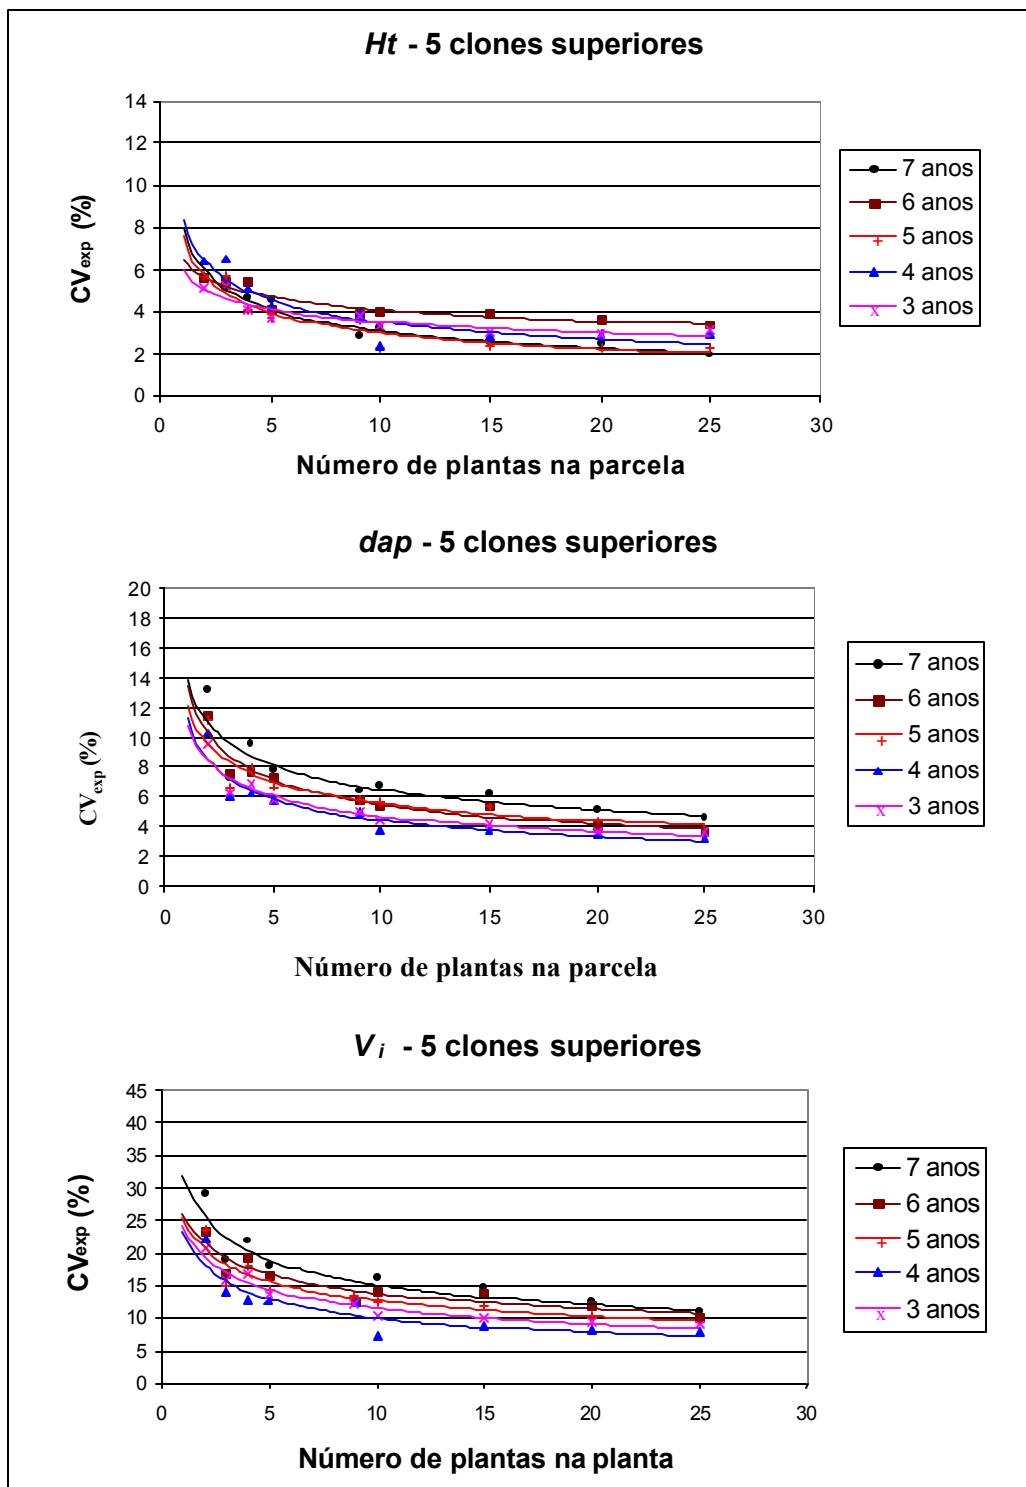 Ht - 5 clones superiores
14
12
10
8
6
4
2
0
CVexp (%)
0 5 10 15 20 25 30
Número de plantas na parcela
7 anos
6 anos
5 anos
4 anos
3 anos
dap - 5 clones superiores
20
18
16
14
12
10
8
6
4
2
0
CVexp (%)
0 5 10 15 20 25 30
Número de plantas na parcela
7 anos
6 anos
5 anos
4 anos
3 anos
Vi - 5 clones superiores
45
40
35
30
25
20
15
10
5
0
CVexp (%)
0 5 10 15 20 25 30
Número de plantas na planta
7 anos
6 anos
5 anos
4 anos
3 anos